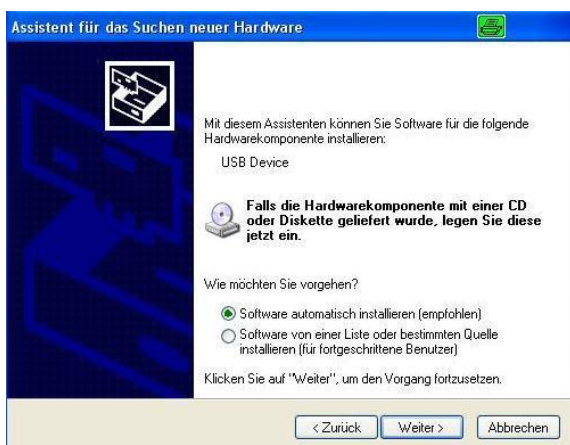 Assistent für das Suchen neuer Hardware
Mit diesem Assistenten können Sie Software für die folgende
Hardwarekomponente installieren:
USB Device
Falls die Hardwarekomponente mit einer CD
oder Diskette geliefert wurde, legen Sie diese
jetzt ein.
Wie möchten Sie vorgehen?
Software automatisch installieren (empfohlen)
Software von einer Liste oder bestimmten Quelle
installieren (für fortgeschrittene Benutzer)
Klicken Sie auf "Weiter", um den Vorgang fortzusetzen.
< Zurück Weiter > Abbrechen